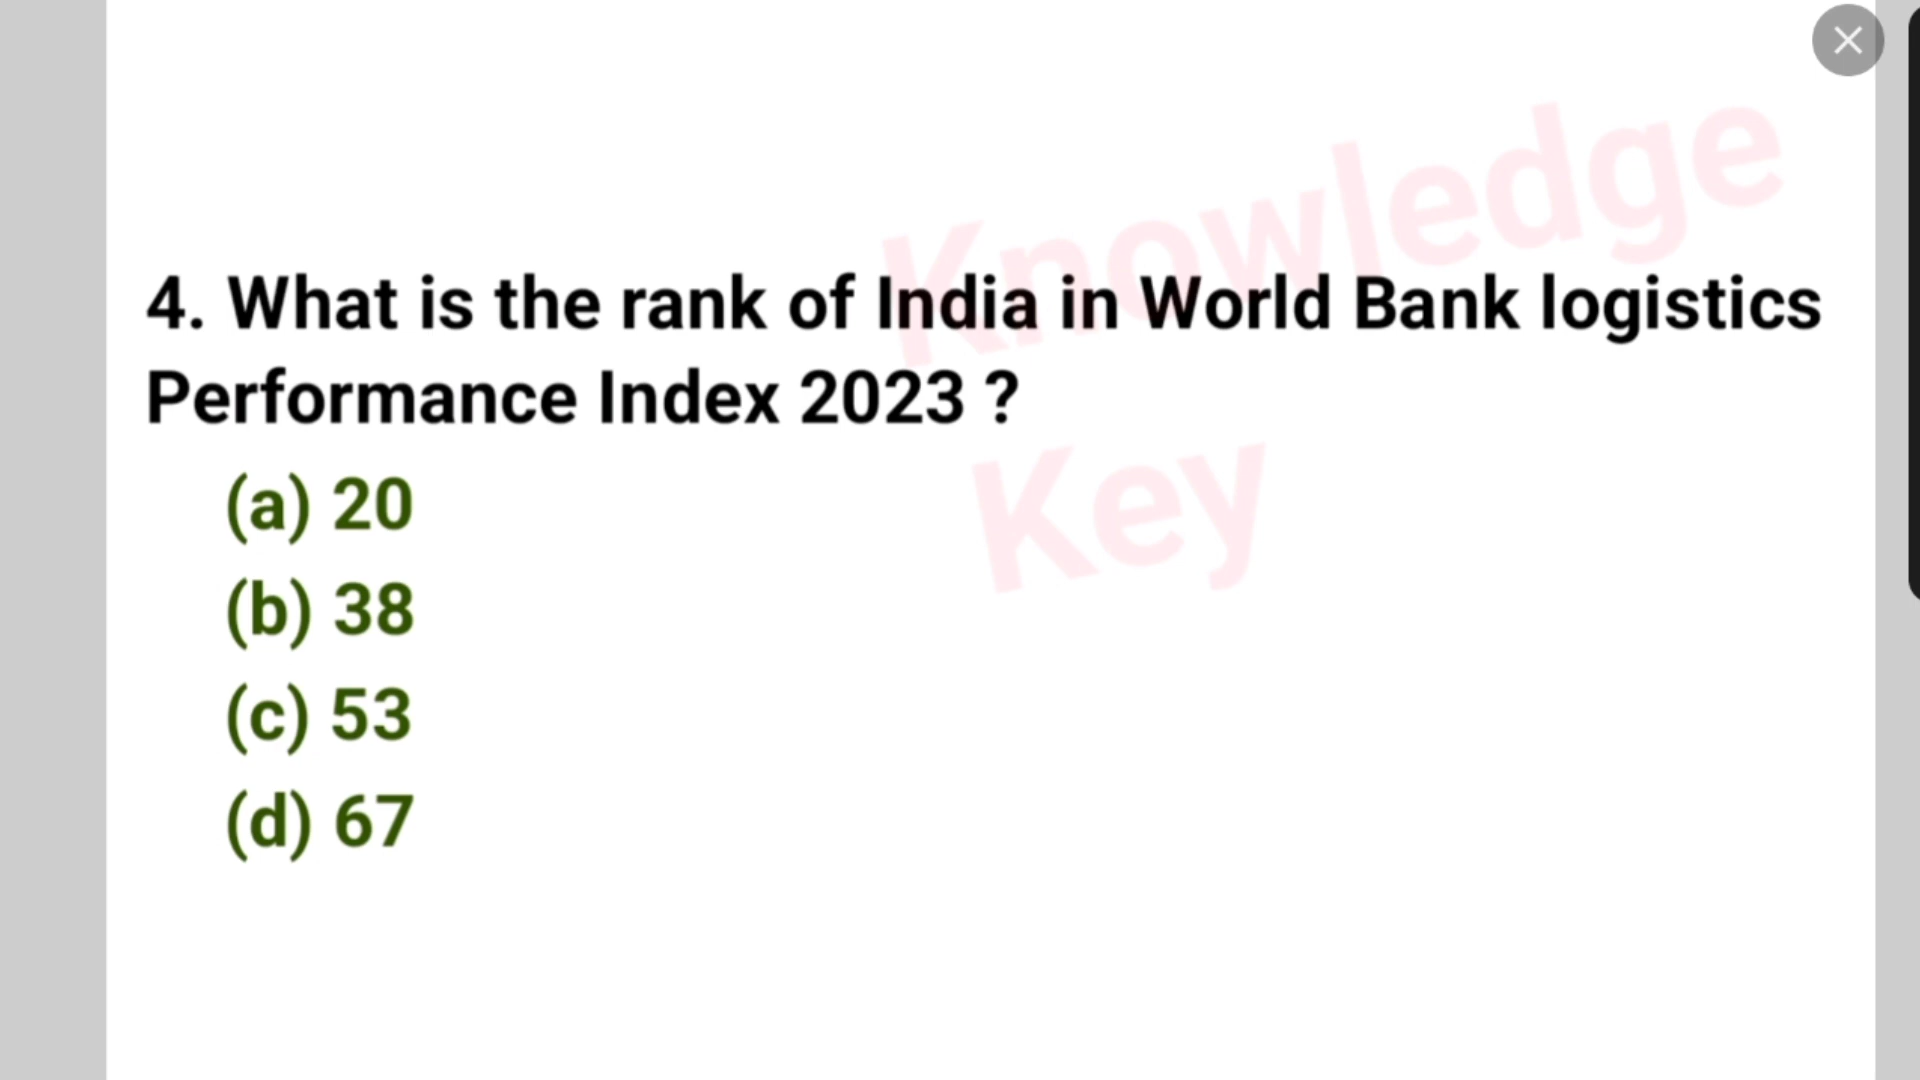 Knowledge
4. What is the rank of India in World Bank logistics
Performance Index 2023 ?
Key
(a) 20
(b) 38
(c) 53
(d) 67